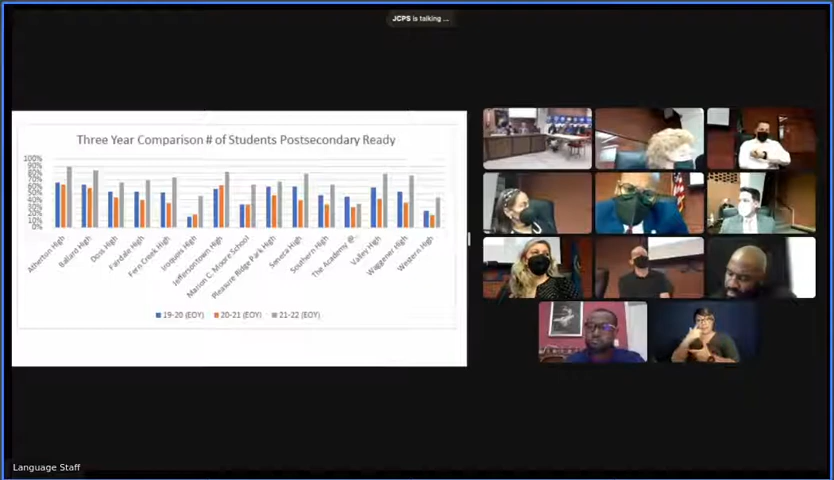 JCPS is talking ...
Three Year Comparison # of Students Postsecondary Ready
100%
90%
80%
70%
60%
50%
40%
30%
20%
10%
0%
Atherton High
Ballard High
Doss High
Fairdale High
Fern Creek High
Iroquois High
Jeffersontown High
Marion C. Moore School
Pleasure Ridge Park High
Seneca High
Southern High
The Academy @...
Valley High
Waggener High
Western High
19-20 (EOY)
20-21 (EOY)
21-22 (EOY)
Language Staff